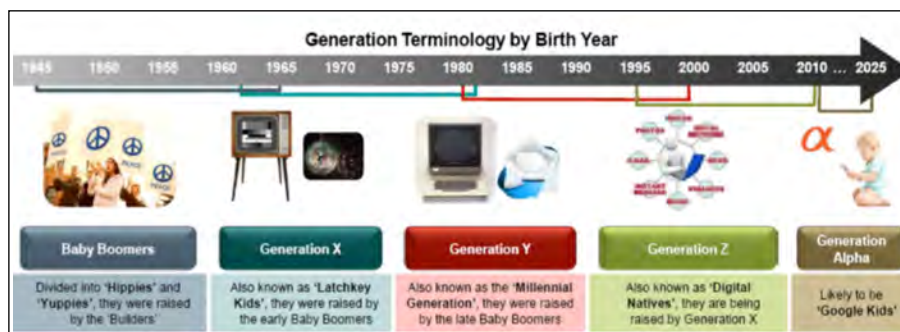 Generation Terminology by Birth Year
1945 1950 1955 1960 1965 1970 1975 1980 1985 1990 1995 2000 2005 2010 ... 2025
PEACE
α
Baby Boomers
Divided into ‘Hippies’ and
‘Yuppies’, they were raised
by the ‘Builders’
Generation X
Also known as ‘Latchkey
Kids’, they were raised by
the early Baby Boomers
Generation Y
Also known as the ‘Millennial
Generation’, they were raised
by the late Baby Boomers
Generation Z
Also known as ‘Digital
Natives’, they are being
raised by Generation X
Generation
Alpha
Likely to be
‘Google Kids’